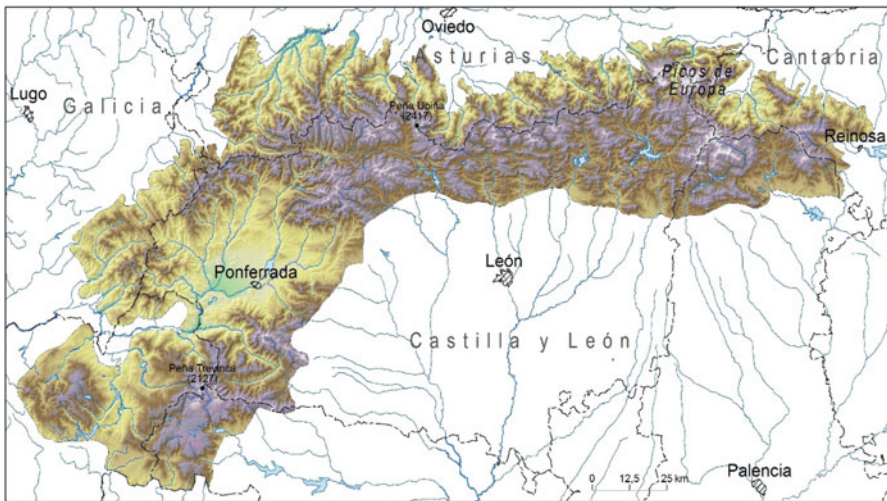 Oviedo
Asturias
Cantabria
Picos de
Europa
Lugo
Galicia
Peña Ubiña
(2417)
Reinosa
León
Ponferrada
Castilla y León
Peña Trevinca
(2127)
0 12,5 25 km
Palencia